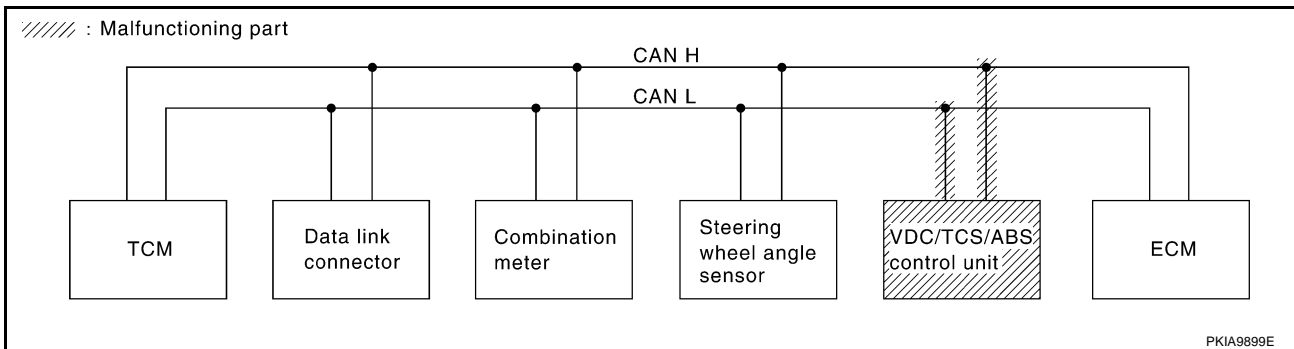 : Malfunctioning part
CAN H
CAN L
TCM
Data link
connector
Combination
meter
Steering
wheel angle
sensor
VDC/TCS/ABS
control unit
ECM
PKIA9899E